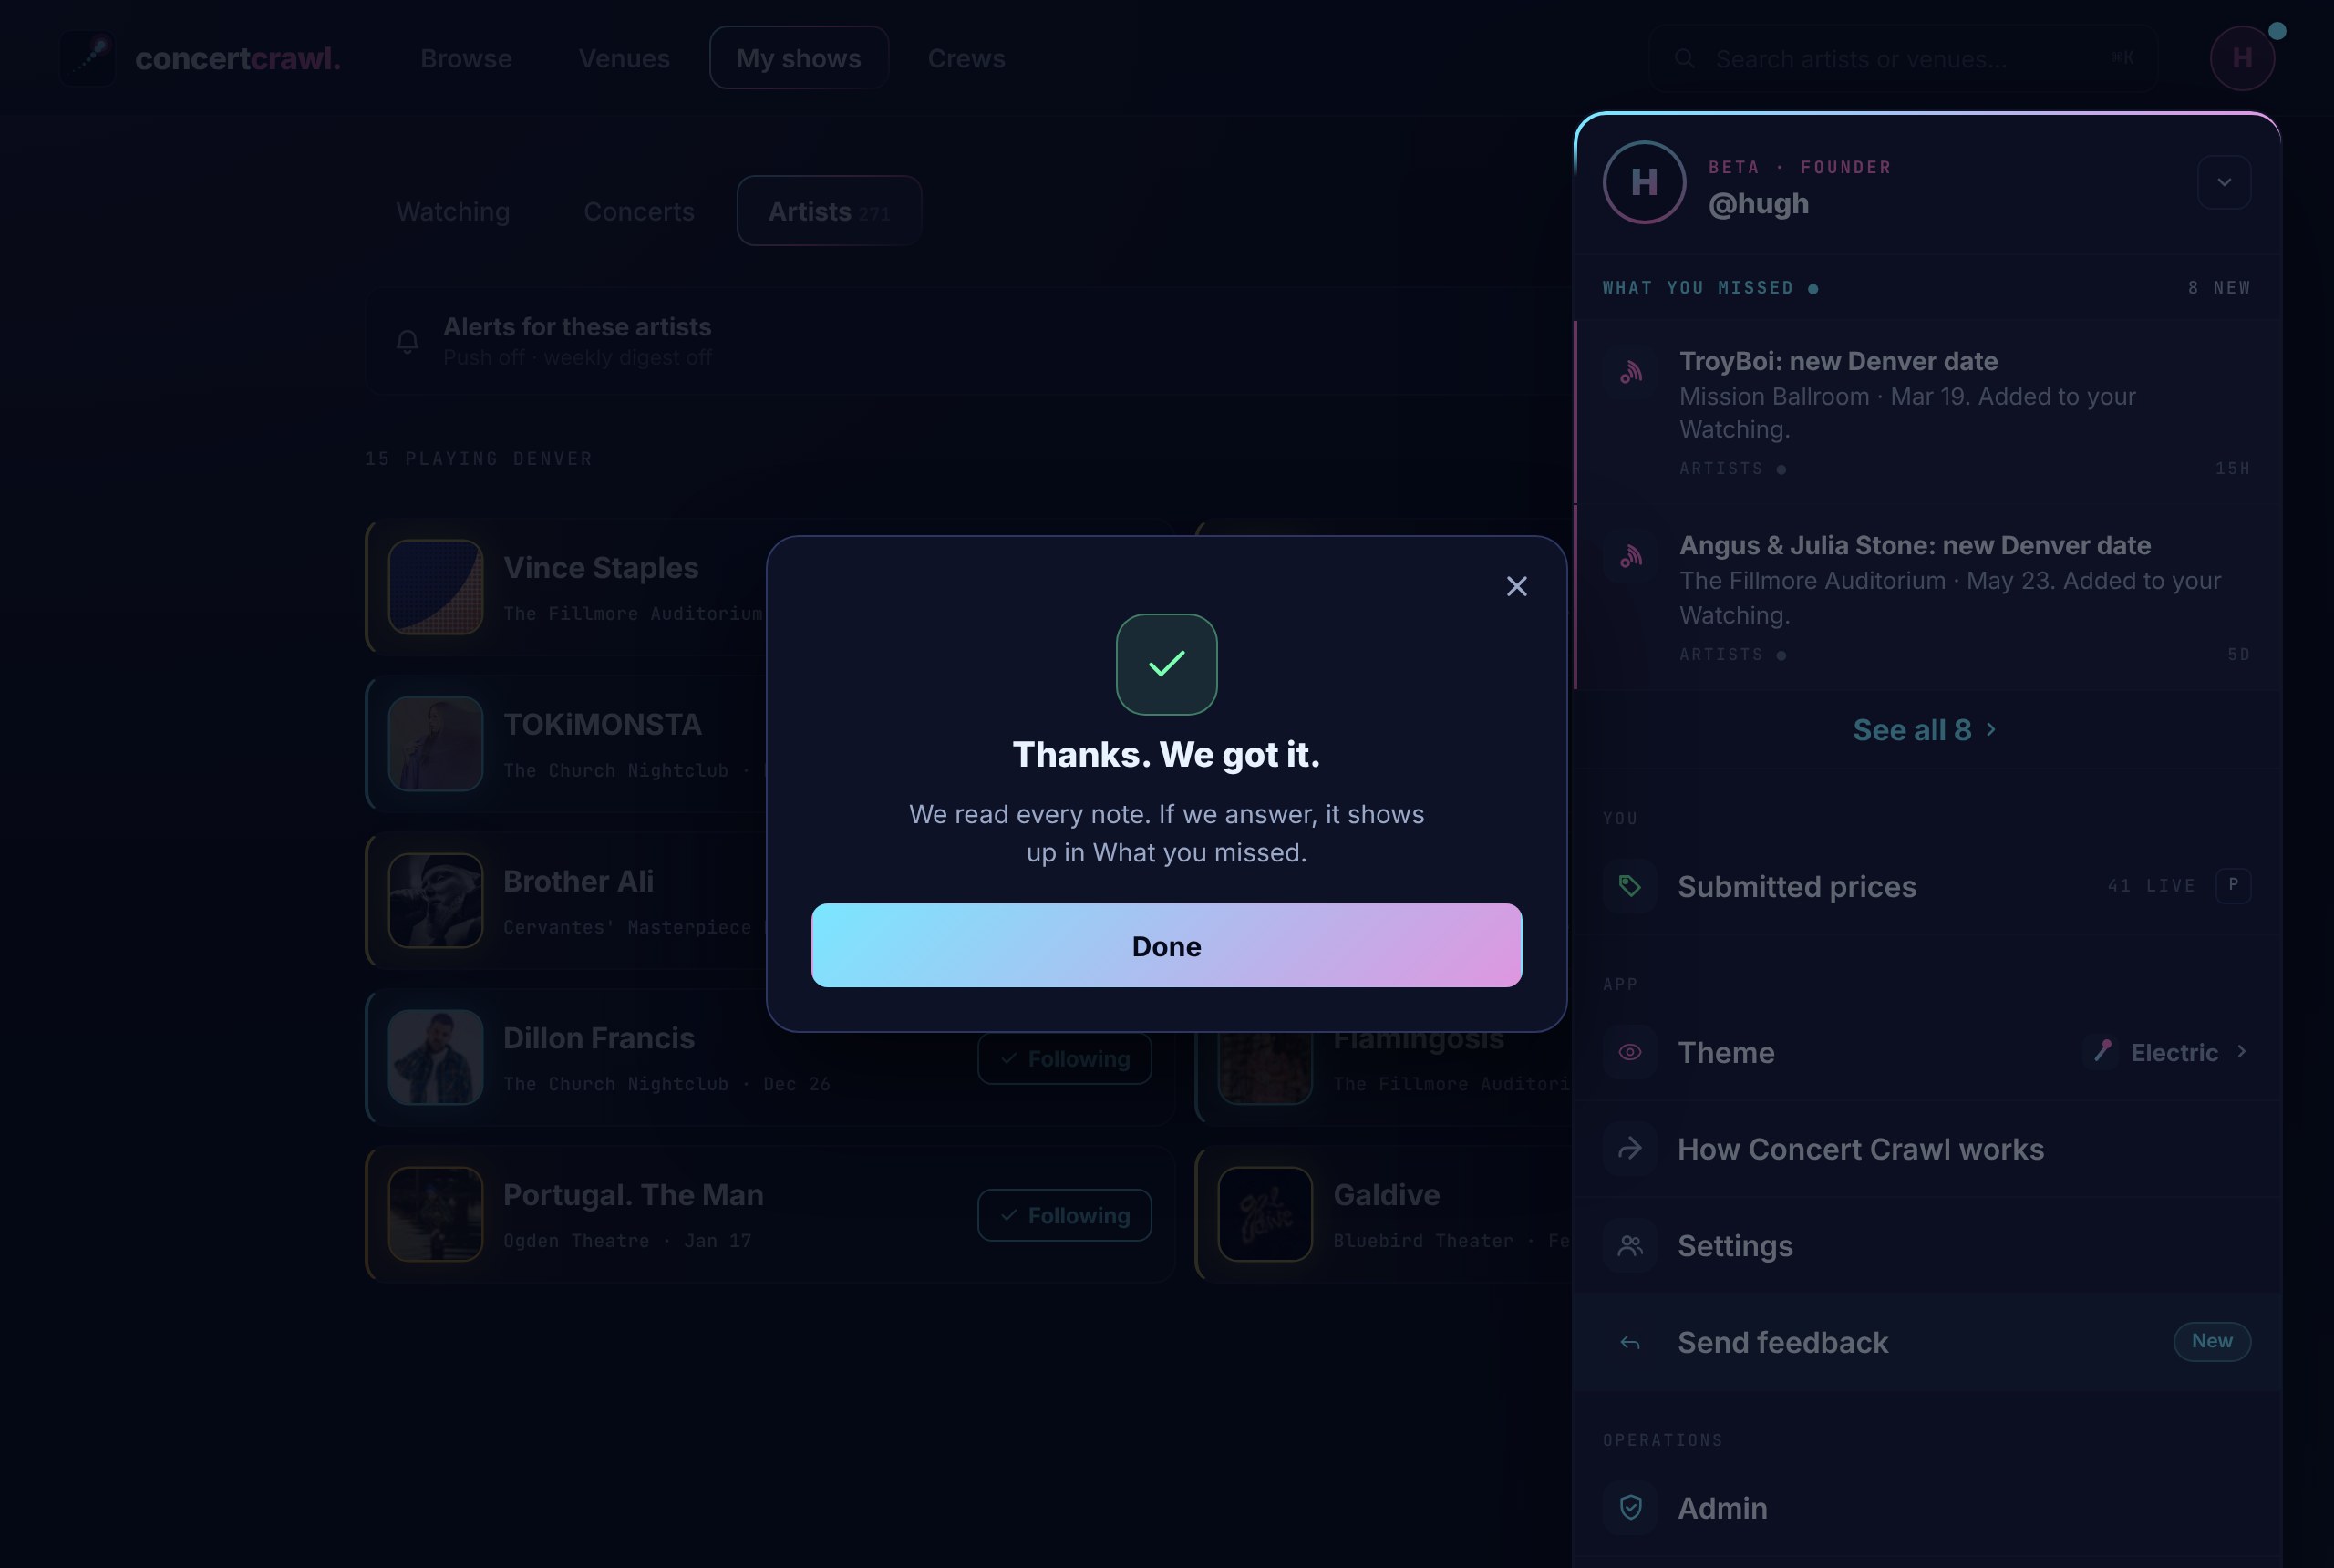 concertcrawl.
Browse
Venues
My shows
Crews
Search artists or venues...
⌘K
H
Watching
Concerts
Artists 271
Alerts for these artists
Push off · weekly digest off
15 PLAYING DENVER
Vince Staples
The Fillmore Auditorium
TOKiMONSTA
The Church Nightclub ·
Brother Ali
Cervantes' Masterpiece
Dillon Francis
The Church Nightclub · Dec 26
Following
Flamingosis
The Fillmore Auditori
Portugal. The Man
Ogden Theatre · Jan 17
Following
Galdive
Bluebird Theater · Fe
Thanks. We got it.
We read every note. If we answer, it shows
up in What you missed.
Done
H
BETA · FOUNDER
@hugh
WHAT YOU MISSED
8 NEW
TroyBoi: new Denver date
Mission Ballroom · Mar 19. Added to your
Watching.
ARTISTS
15H
Angus & Julia Stone: new Denver date
The Fillmore Auditorium · May 23. Added to your
Watching.
ARTISTS
5D
See all 8
YOU
Submitted prices
41 LIVE
P
APP
Theme
Electric
How Concert Crawl works
Settings
Send feedback
New
OPERATIONS
Admin